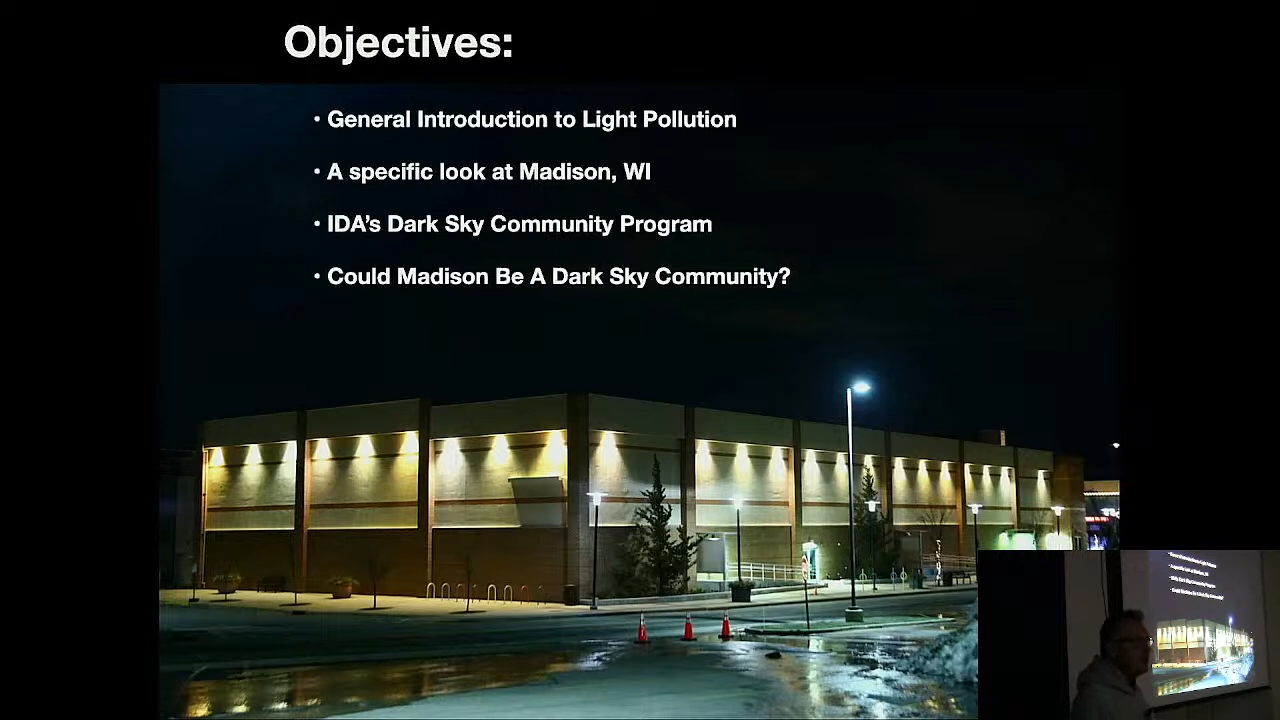 Objectives:
• General Introduction to Light Pollution
• A specific look at Madison, WI
• IDA's Dark Sky Community Program
• Could Madison Be A Dark Sky Community?